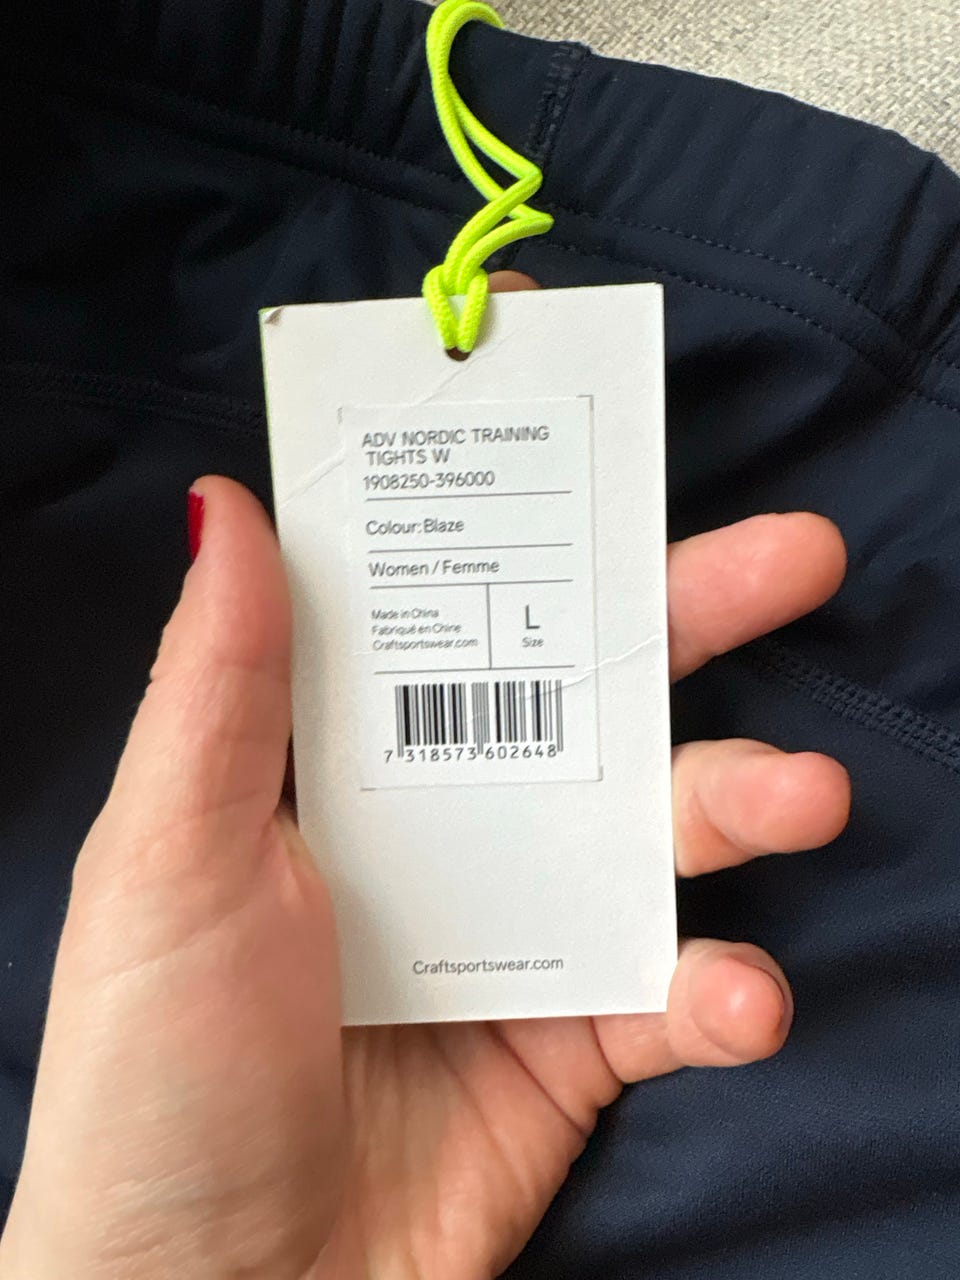 ADV NORDIC TRAINING
TIGHTS W
1908250-396000
Colour: Blaze
Women / Femme
Made in China
Fabriqué en Chine
Craftsportswear.com
L
Size
7 318573 602648
Craftsportswear.com